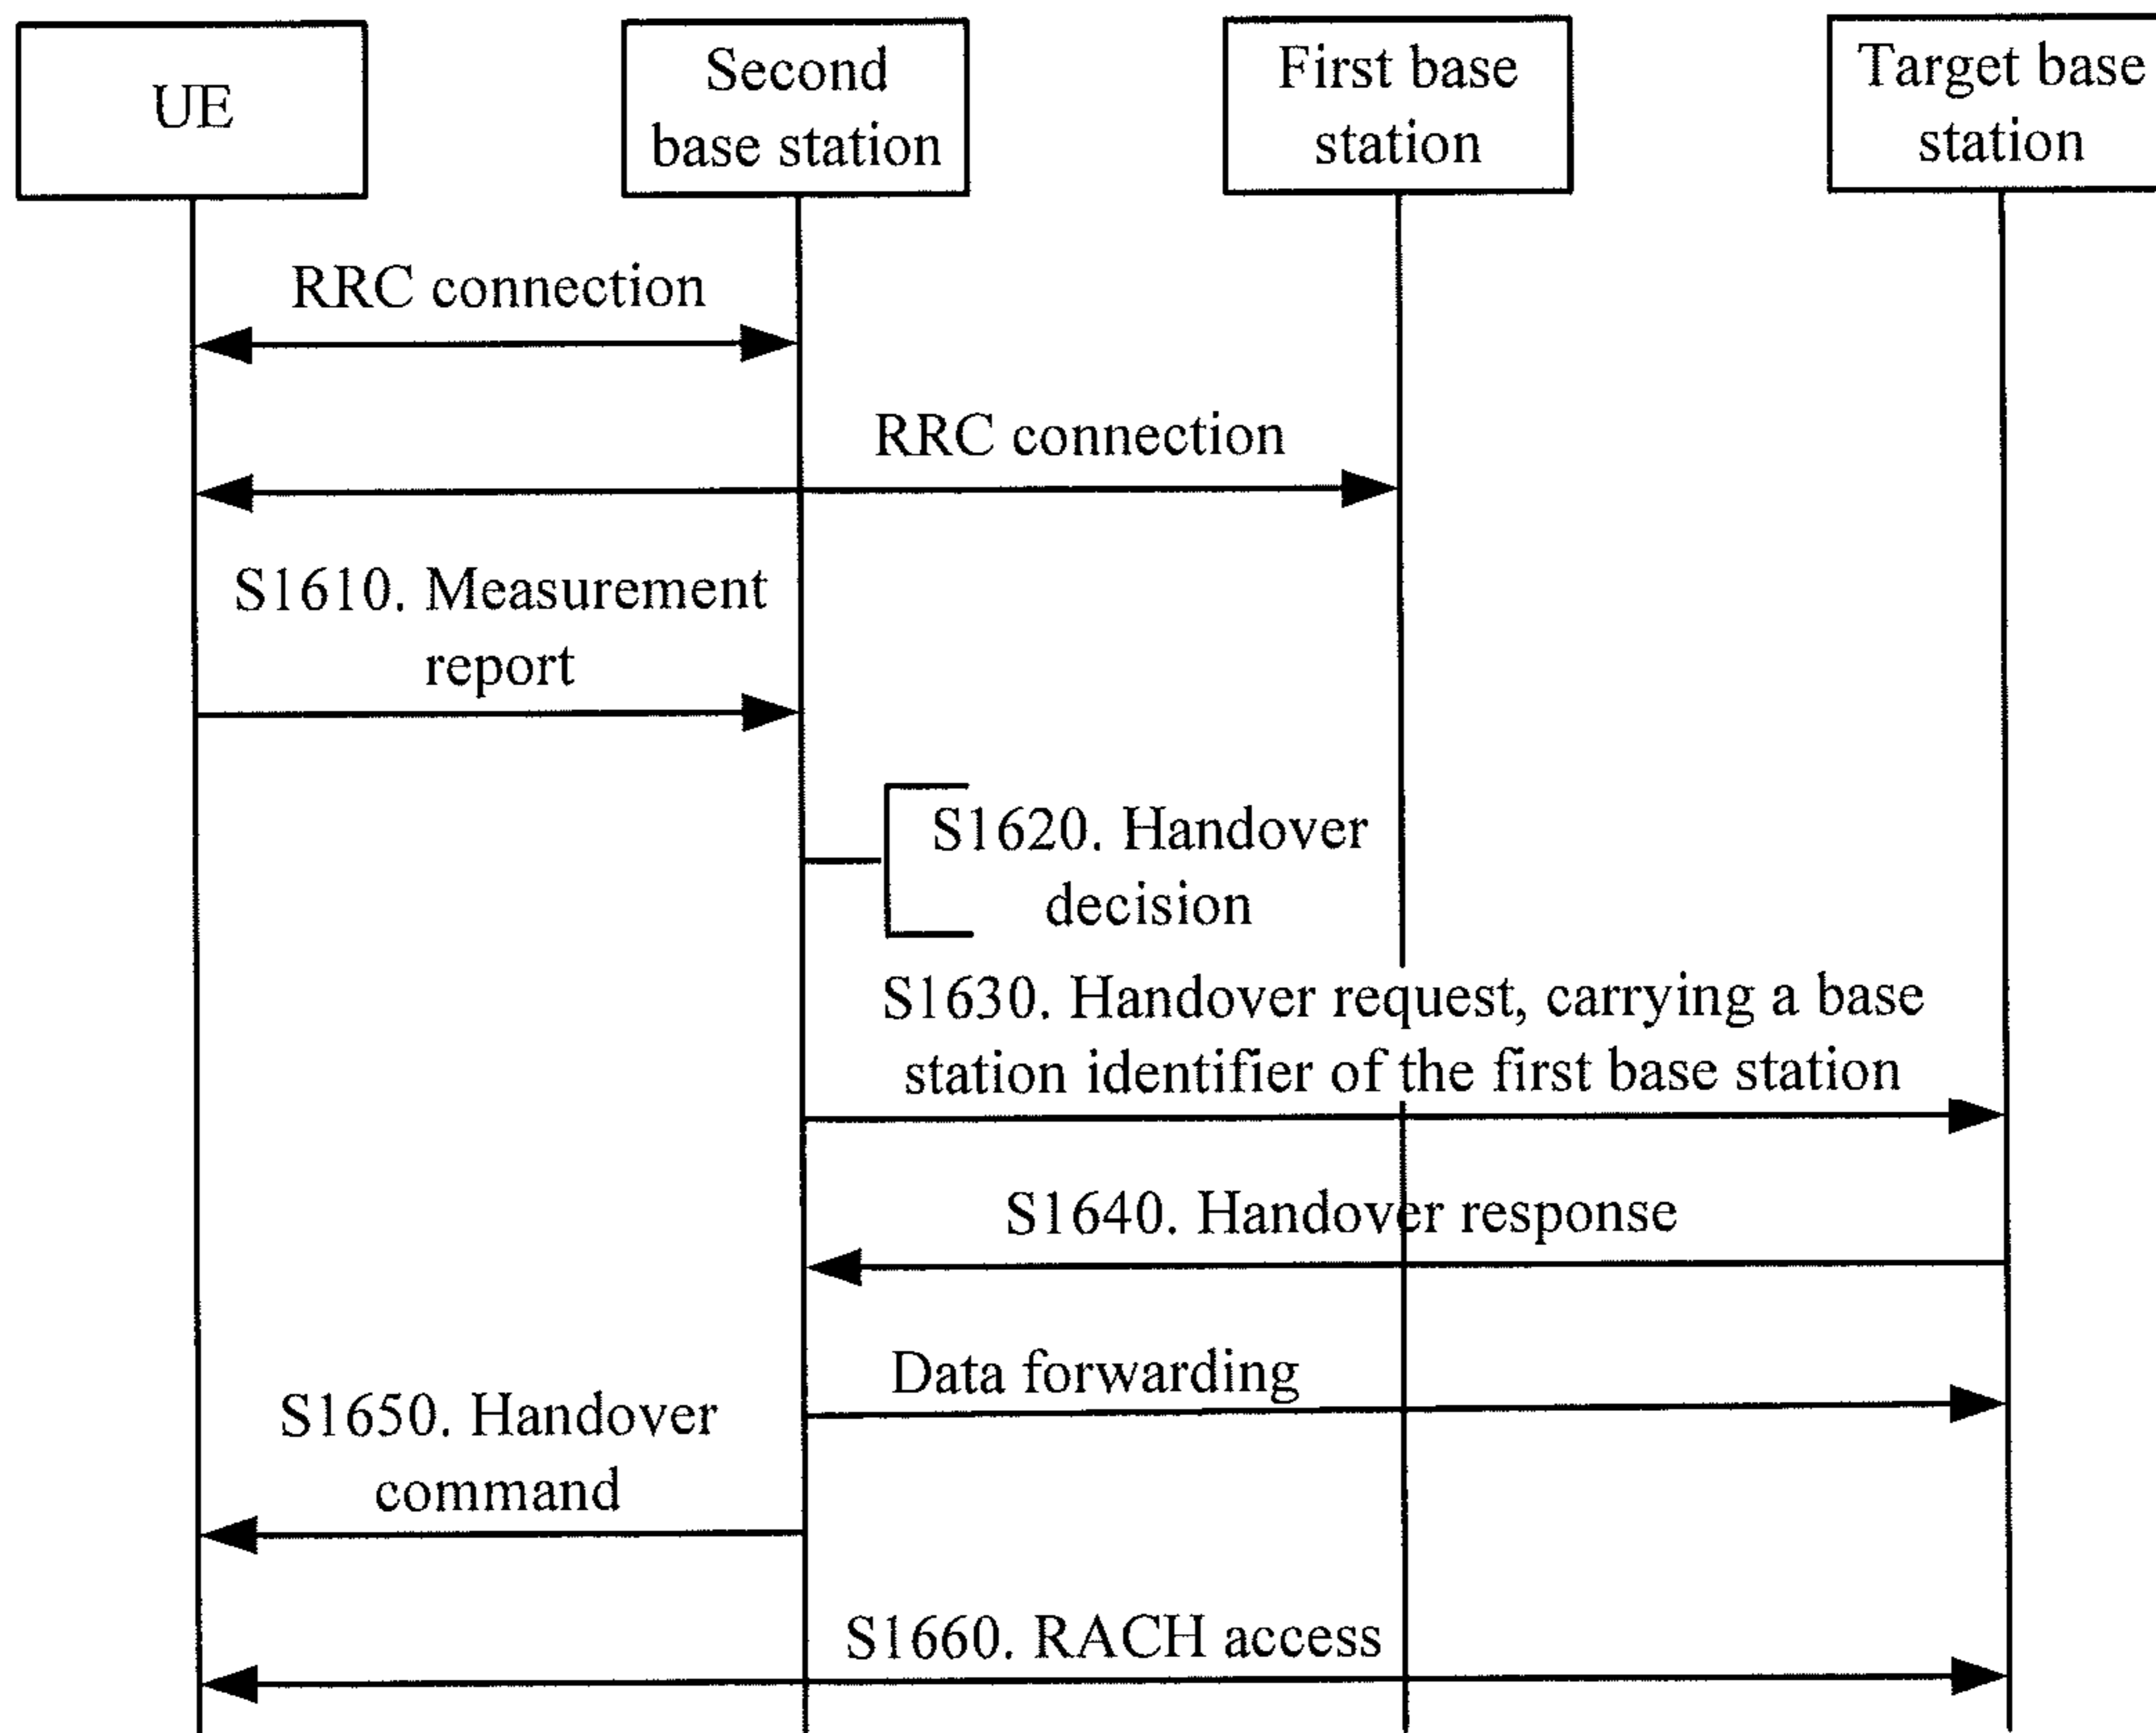 UE
Second
base station
First base
station
Target base
station
RRC connection
RRC connection
S1610. Measurement
report
S1620. Handover
decision
S1630. Handover request, carrying a base
station identifier of the first base station
S1640. Handover response
Data forwarding
S1650. Handover
command
S1660. RACH access